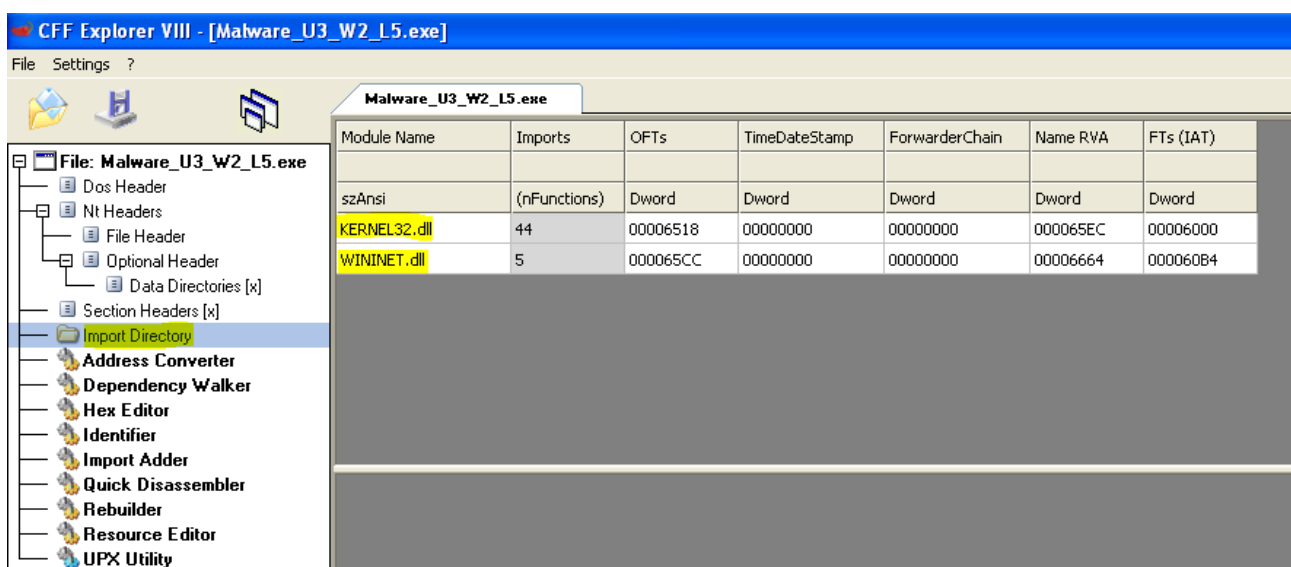 CFF Explorer VIII - [Malware_U3_W2_L5.exe]
File Settings ?
Malware_U3_W2_L5.exe
File: Malware_U3_W2_L5.exe
Dos Header
Nt Headers
File Header
Optional Header
Data Directories [x]
Section Headers [x]
Import Directory
Address Converter
Dependency Walker
Hex Editor
Identifier
Import Adder
Quick Disassembler
Rebuilder
Resource Editor
UPX Utility
Module Name Imports OFTs TimeDateStamp ForwarderChain Name RVA FTs (IAT)
szAnsi (nFunctions) Dword Dword Dword Dword Dword
KERNEL32.dll 44 00006518 00000000 00000000 000065EC 00006000
WININET.dll 5 000065CC 00000000 00000000 00006664 000060B4